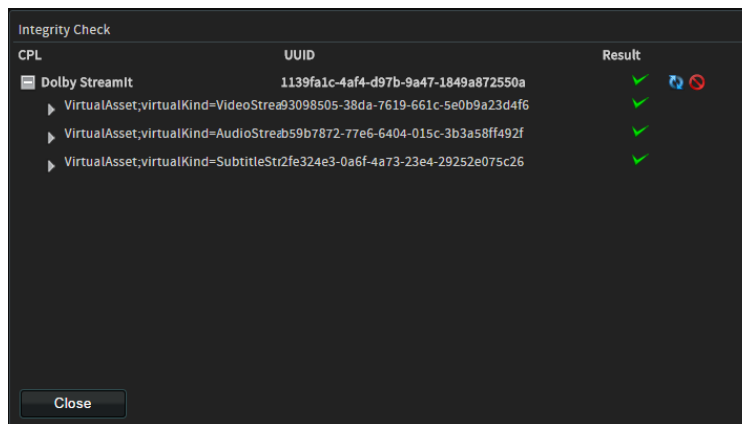 Integrity Check
CPL UUID Result
Dolby StreamIt 1139fa1c-4af4-d97b-9a47-1849a872550a
VirtualAsset;virtualKind=VideoStrea93098505-38da-7619-661c-5e0b9a23d4f6
VirtualAsset;virtualKind=AudioStreab59b7872-77e6-6404-015c-3b3a58ff492f
VirtualAsset;virtualKind=SubtitleStr2fe324e3-0a6f-4a73-23e4-29252e075c26
Close